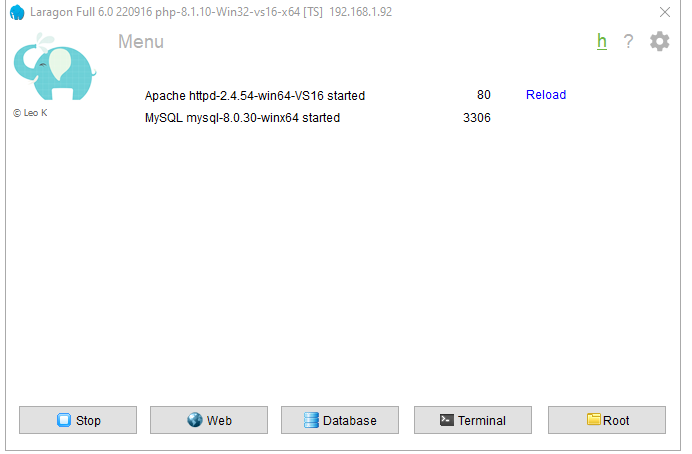 Laragon Full 6.0 220916 php-8.1.10-Win32-vs16-x64 [TS] 192.168.1.92
Menu
h ?
© Leo K
Apache httpd-2.4.54-win64-VS16 started 80 Reload
MySQL mysql-8.0.30-winx64 started 3306
Stop Web Database Terminal Root